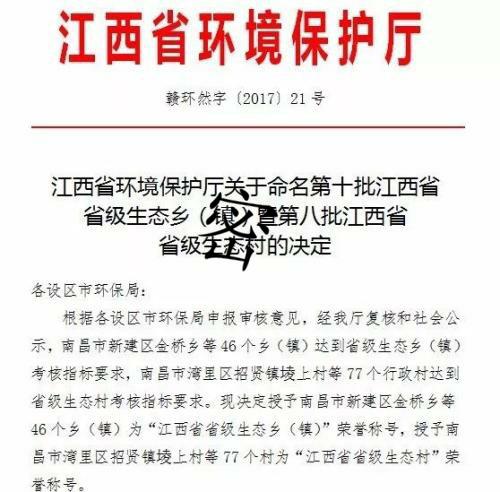 江西省环境保护厅
赣环然字〔2017〕21号
江西省环境保护厅关于命名第十批江西省
省级生态乡（镇）暨第八批江西省
省级生态村的决定
密
各设区市环保局：
根据各设区市环保局申报审核意见，经我厅复核和社会公
示，南昌市新建区金桥乡等46个乡（镇）达到省级生态乡（镇）
考核指标要求，南昌市湾里区招贤镇堎上村等77个行政村达到
省级生态村考核指标要求。现决定授予南昌市新建区金桥乡等
46个乡（镇）为“江西省省级生态乡（镇）”荣誉称号，授予南
昌市湾里区招贤镇堎上村等77个村为“江西省省级生态村”荣
誉称号。